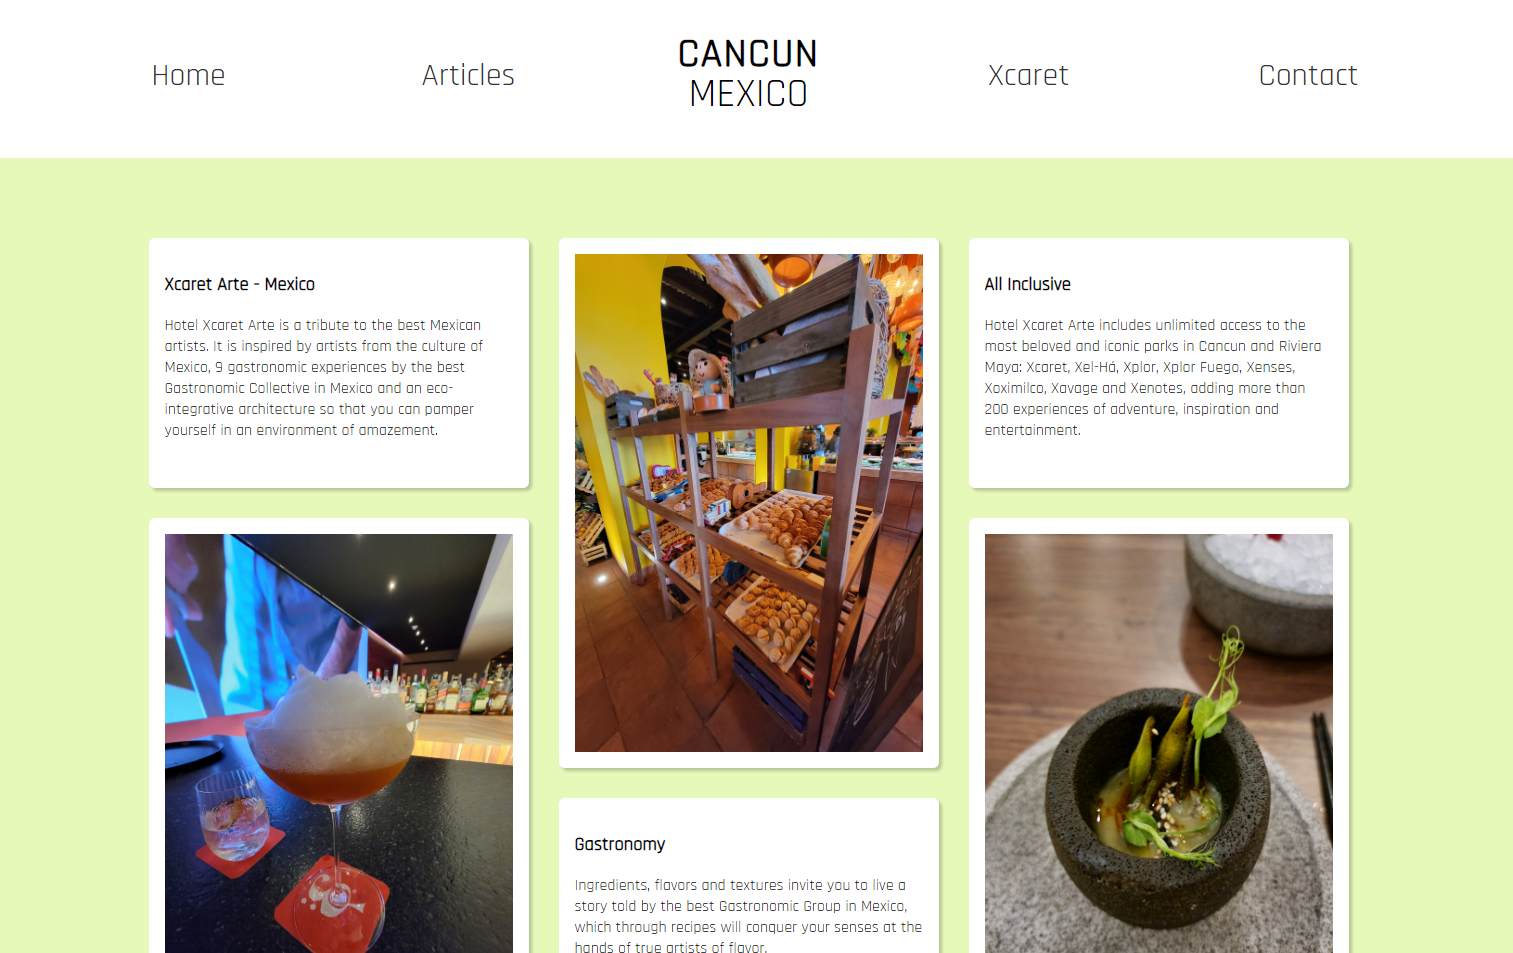 Home
Articles
CANCUN
MEXICO
Xcaret
Contact
Xcaret Arte - Mexico
Hotel Xcaret Arte is a tribute to the best Mexican
artists. It is inspired by artists from the culture of
Mexico, 9 gastronomic experiences by the best
Gastronomic Collective in Mexico and an eco-
integrative architecture so that you can pamper
yourself in an environment of amazement.
All Inclusive
Hotel Xcaret Arte includes unlimited access to the
most beloved and iconic parks in Cancun and Riviera
Maya: Xcaret, Xel-Há, Xplor, Xplor Fuego, Xenses,
Xoximilco, Xavage and Xenotes, adding more than
200 experiences of adventure, inspiration and
entertainment.
Gastronomy
Ingredients, flavors and textures invite you to live a
story told by the best Gastronomic Group in Mexico,
which through recipes will conquer your senses at the
hands of true artists of flavor.